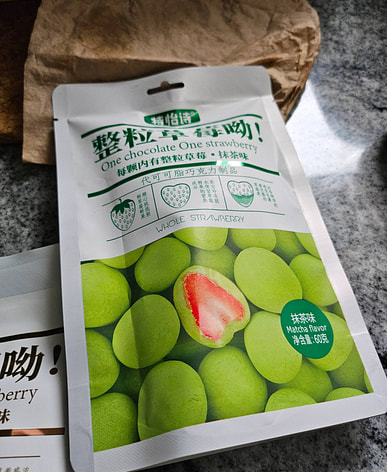 怡诗
整粒草莓呦!
One chocolate One strawberry
每颗内有整粒草莓·抹茶味
代可可脂巧克力制品
WHOLE STRAWBERRY
抹茶味
Matcha flavor
净含量:60克
呦!
berry
味